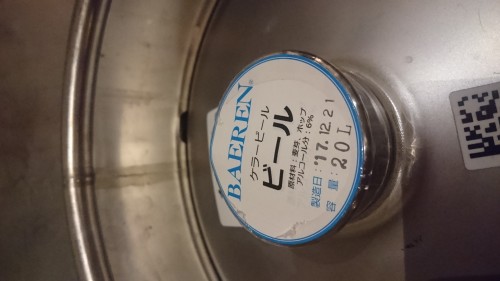 BAEREN
ケラービール
ビール
原材料：麦芽、ホップ
アルコール分：6%
製造日：'17.12.21
容 量：20L